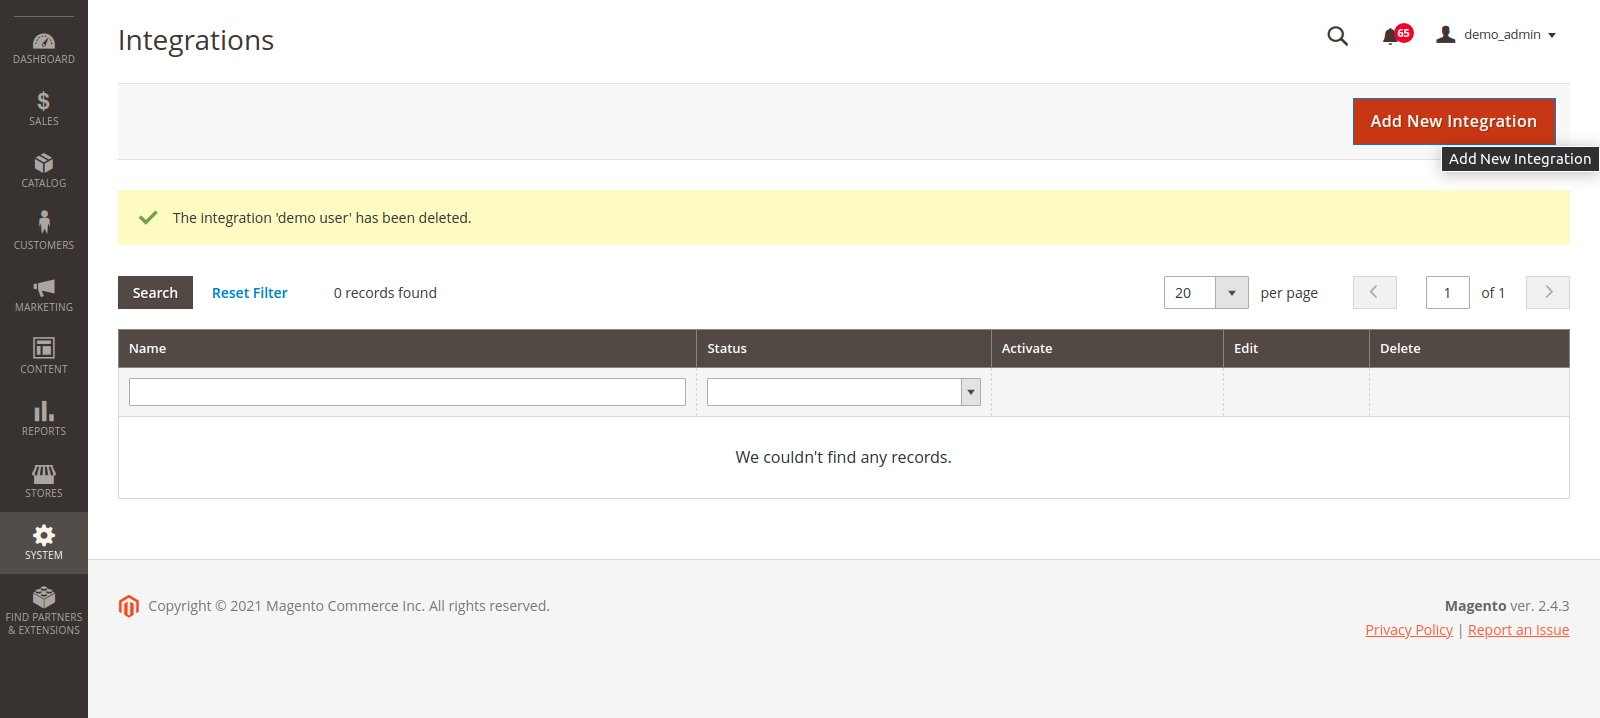 Integrations
65
demo_admin
DASHBOARD
SALES
CATALOG
CUSTOMERS
MARKETING
CONTENT
REPORTS
STORES
SYSTEM
FIND PARTNERS
& EXTENSIONS
Add New Integration
Add New Integration
The integration 'demo user' has been deleted.
Search Reset Filter 0 records found 20 per page 1 of 1
Name Status Activate Edit Delete
We couldn't find any records.
Copyright © 2021 Magento Commerce Inc. All rights reserved.
Magento ver. 2.4.3
Privacy Policy | Report an Issue